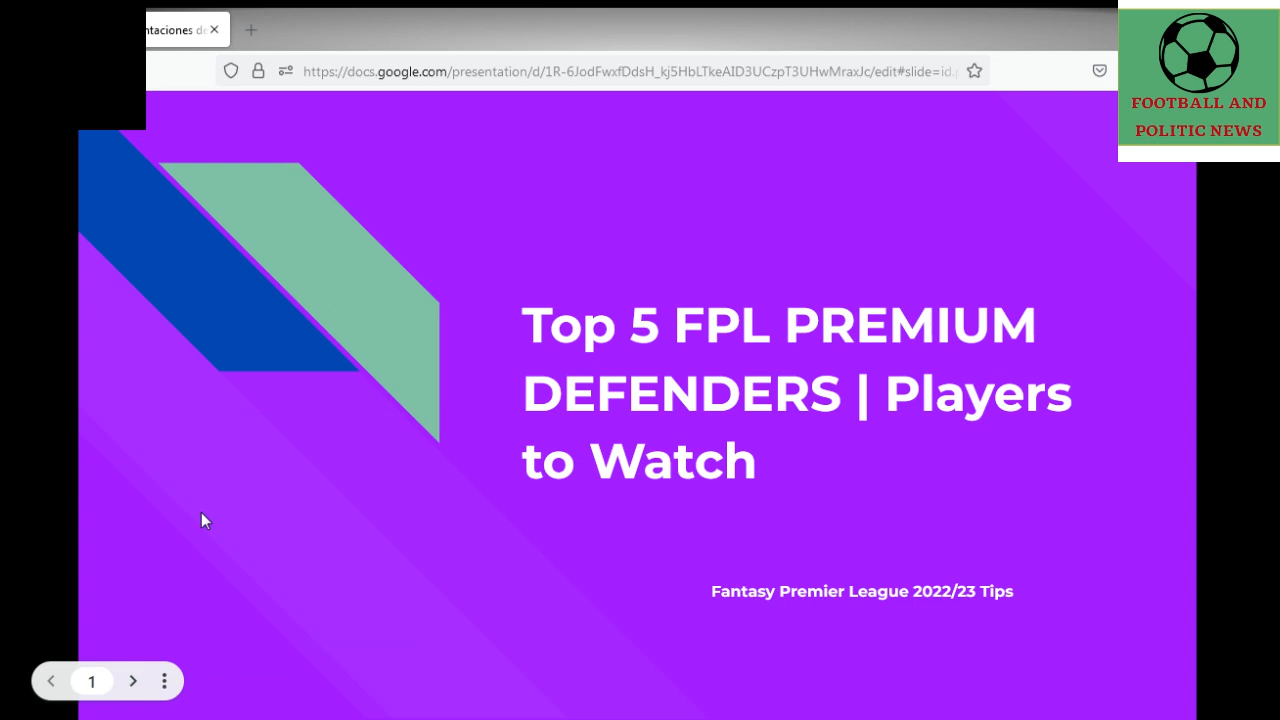 ntaciones de
https://docs.google.com/presentation/d/1R-6JodFwxfDdsH_kj5HbLTkeAID3UCzpT3UHwMraxJc/edit#slide=id.
FOOTBALL AND
POLITIC NEWS
Top 5 FPL PREMIUM
DEFENDERS | Players
to Watch
Fantasy Premier League 2022/23 Tips
1